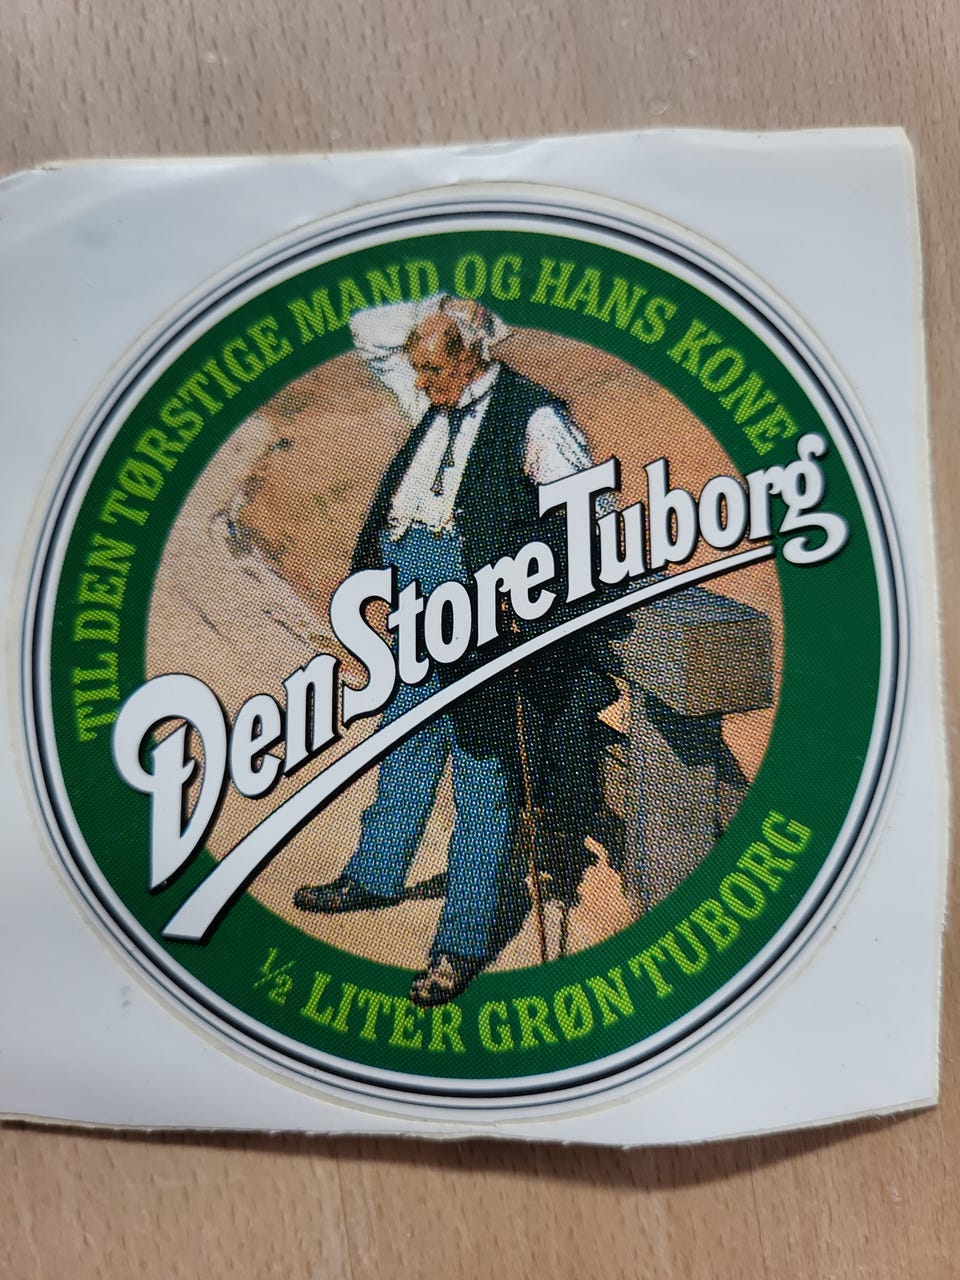 TIL DEN TØRSTIGE MAND OG HANS KONE
Den Store Tuborg
½ LITER GRØN TUBORG